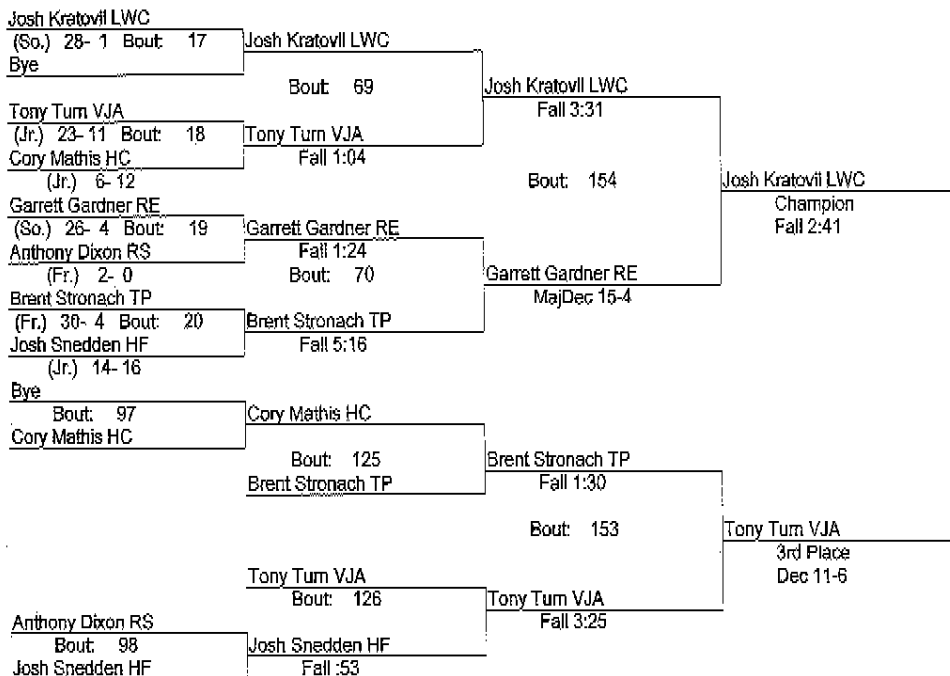 Josh Kratovil LWC
(So.) 28- 1 Bout: 17
Bye
Josh Kratovil LWC
Bout: 69
Tony Turn VJA
(Jr.) 23- 11 Bout: 18
Cory Mathis HC
(Jr.) 6- 12
Tony Turn VJA
Fall 1:04
Josh Kratovil LWC
Fall 3:31
Bout: 154
Garrett Gardner RE
(So.) 26- 4 Bout: 19
Anthony Dixon RS
(Fr.) 2- 0
Garrett Gardner RE
Fall 1:24
Bout: 70
Brent Stronach TP
(Fr.) 30- 4 Bout: 20
Josh Snedden HF
(Jr.) 14- 16
Brent Stronach TP
Fall 5:16
Garrett Gardner RE
MajDec 15-4
Josh Kratovil LWC
Champion
Fall 2:41
Bye
Bout: 97
Cory Mathis HC
Cory Mathis HC
Bout: 125
Brent Stronach TP
Brent Stronach TP
Fall 1:30
Bout: 153
Tony Turn VJA
Bout: 126
Anthony Dixon RS
Bout: 98
Josh Snedden HF
Josh Snedden HF
Fall :53
Tony Turn VJA
Fall 3:25
Tony Turn VJA
3rd Place
Dec 11-6